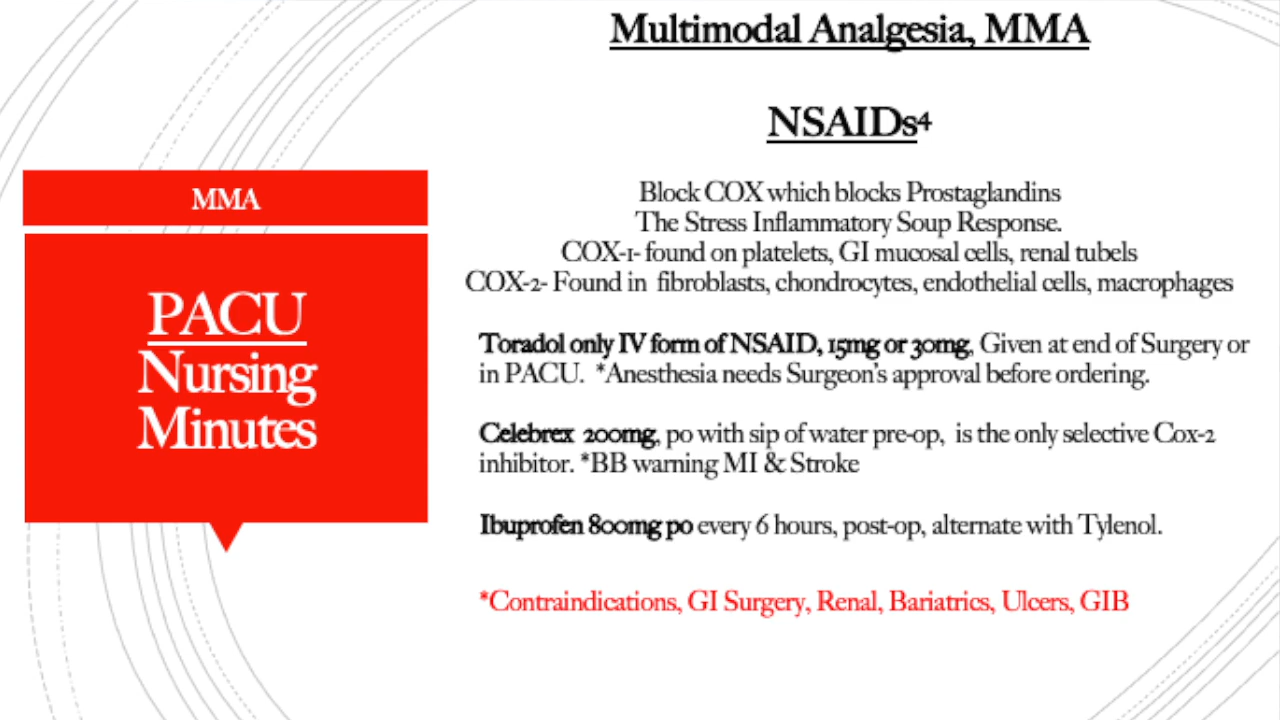 Multimodal Analgesia, MMA
NSAIDs4
MMA
PACU
Nursing
Minutes
Block COX which blocks Prostaglandins
The Stress Inflammatory Soup Response.
COX-1- found on platelets, GI mucosal cells, renal tubels
COX-2- Found in fibroblasts, chondrocytes, endothelial cells, macrophages
Toradol only IV form of NSAID, 15mg or 30mg, Given at end of Surgery or
in PACU. *Anesthesia needs Surgeon's approval before ordering.
Celebrex 200mg, po with sip of water pre-op, is the only selective Cox-2
inhibitor. *BB warning MI & Stroke
Ibuprofen 800mg po every 6 hours, post-op, alternate with Tylenol.
*Contraindications, GI Surgery, Renal, Bariatrics, Ulcers, GIB